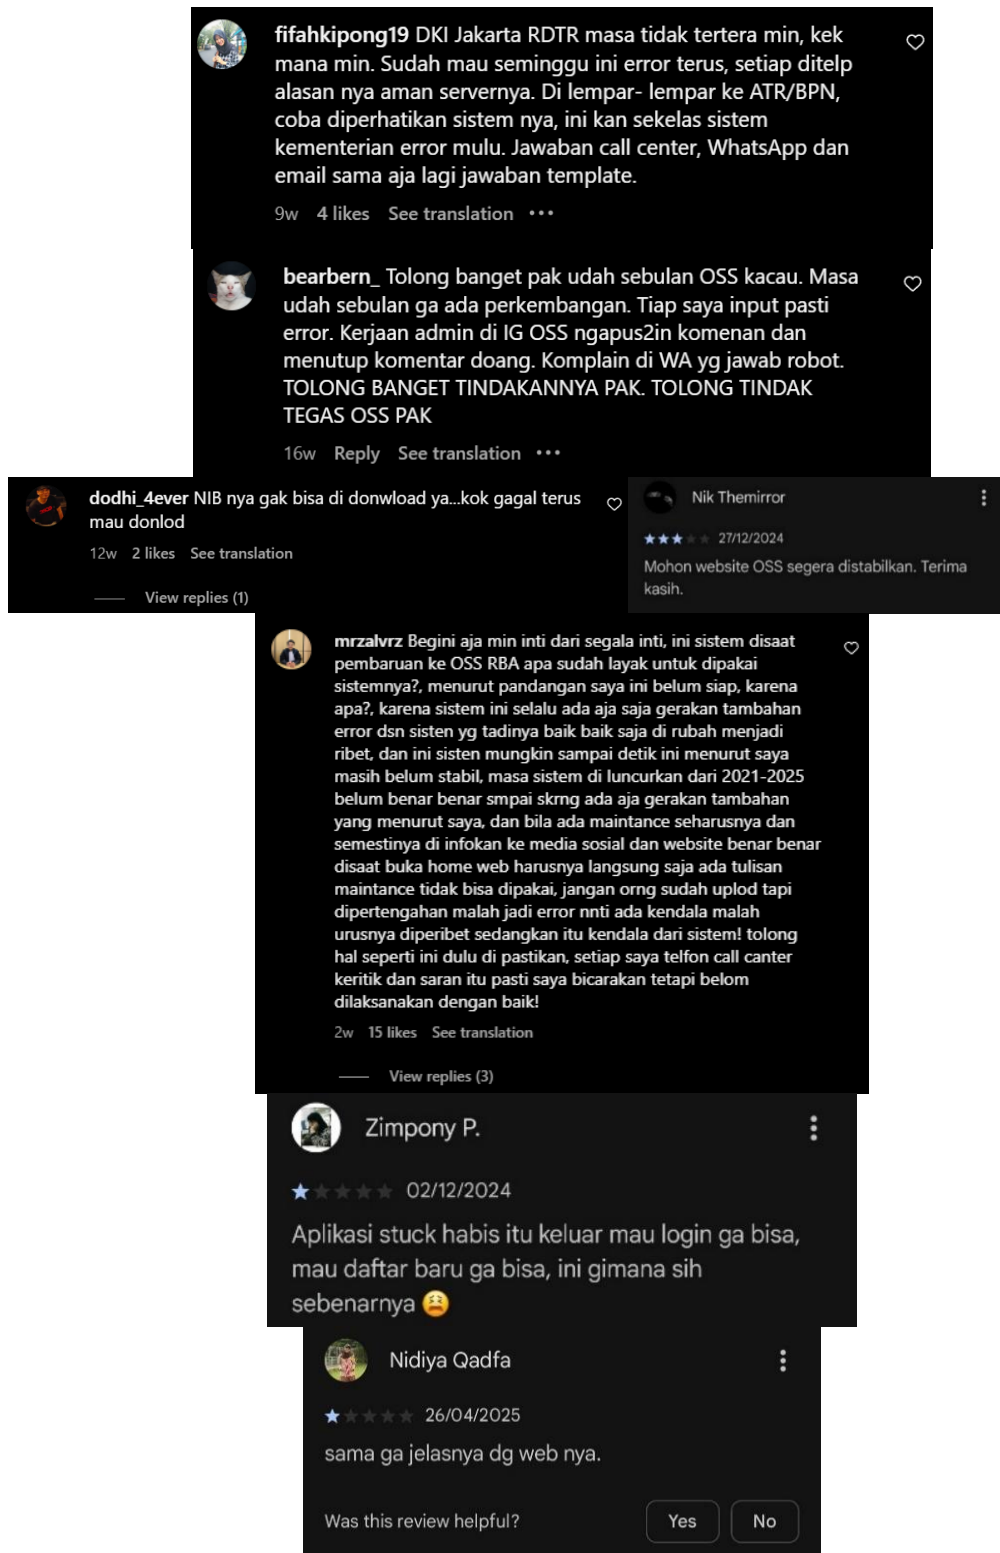 fifahkipong19 DKI Jakarta RDTR masa tidak tertera min, kek
mana min. Sudah mau seminggu ini error terus, setiap ditelp
alasan nya aman servernya. Di lempar- lempar ke ATR/BPN,
coba diperhatikan sistem nya, ini kan sekelas sistem
kementerian error mulu. Jawaban call center, WhatsApp dan
email sama aja lagi jawaban template.
9w 4 likes See translation •••
bearbern_ Tolong banget pak udah sebulan OSS kacau. Masa
udah sebulan ga ada perkembangan. Tiap saya input pasti
error. Kerjaan admin di IG OSS ngapus2in komenan dan
menutup komentar doang. Komplain di WA yg jawab robot.
TOLONG BANGET TINDAKANNYA PAK. TOLONG TINDAK
TEGAS OSS PAK
16w Reply See translation •••
dodhi_4ever NIB nya gak bisa di donwload ya...kok gagal terus
mau donlod
12w 2 likes See translation
View replies (1)
Nik Themirror
27/12/2024
Mohon website OSS segera distabilkan. Terima
kasih.
mrzalvrz Begini aja min inti dari segala inti, ini sistem disaat
pembaruan ke OSS RBA apa sudah layak untuk dipakai
sistemnya?, menurut pandangan saya ini belum siap, karena
apa?, karena sistem ini selalu ada aja saja gerakan tambahan
error dsn sisten yg tadinya baik baik saja di rubah menjadi
ribet, dan ini sisten mungkin sampai detik ini menurut saya
masih belum stabil, masa sistem di luncurkan dari 2021-2025
belum benar benar smpai skrng ada aja gerakan tambahan
yang menurut saya, dan bila ada maintance seharusnya dan
semestinya di infokan ke media sosial dan website benar benar
disaat buka home web harusnya langsung saja ada tulisan
maintance tidak bisa dipakai, jangan orng sudah uplod tapi
dipertengahan malah jadi error nnti ada kendala malah
urusnya diperibet sedangkan itu kendala dari sistem! tolong
hal seperti ini dulu di pastikan, setiap saya telfon call canter
keritik dan saran itu pasti saya bicarakan tetapi belom
dilaksanakan dengan baik!
2w 15 likes See translation
View replies (3)
Zimpony P.
02/12/2024
Aplikasi stuck habis itu keluar mau login ga bisa,
mau daftar baru ga bisa, ini gimana sih
sebenarnya 😫
Nidiya Qadfa
26/04/2025
sama ga jelasnya dg web nya.
Was this review helpful? Yes No